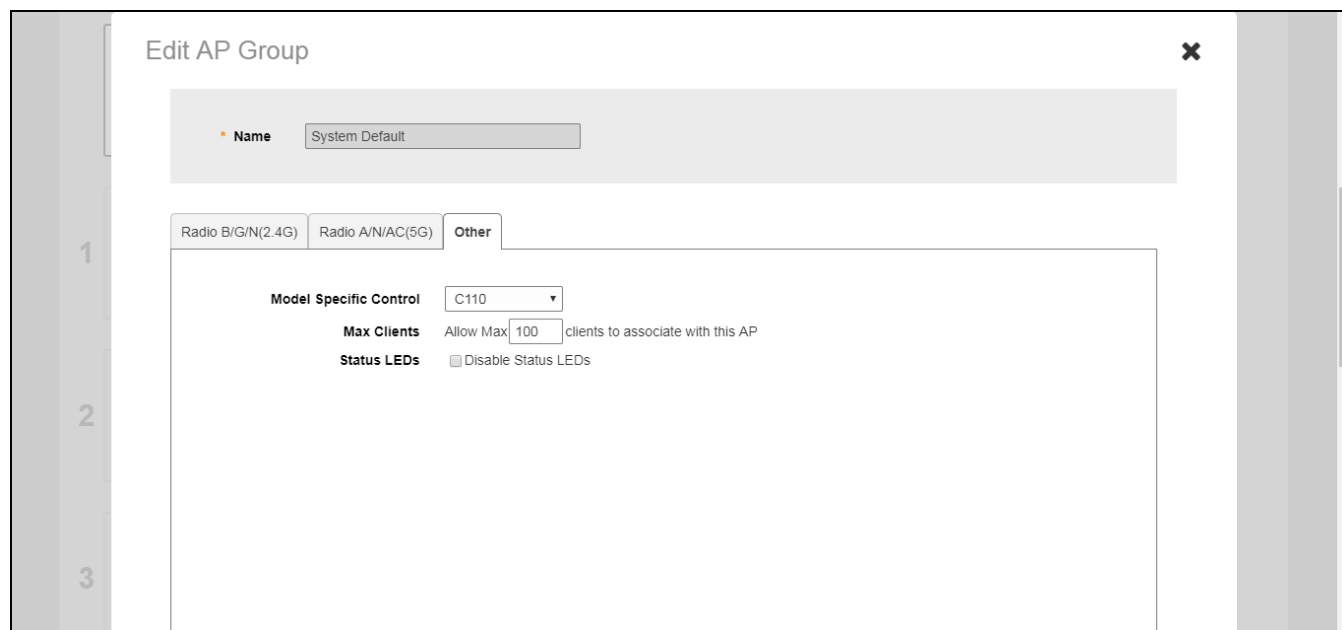 Edit AP Group
* Name System Default
Radio B/G/N(2.4G) Radio A/N/AC(5G) Other
1
Model Specific Control C110
Max Clients Allow Max 100 clients to associate with this AP
Status LEDs Disable Status LEDs
2
3